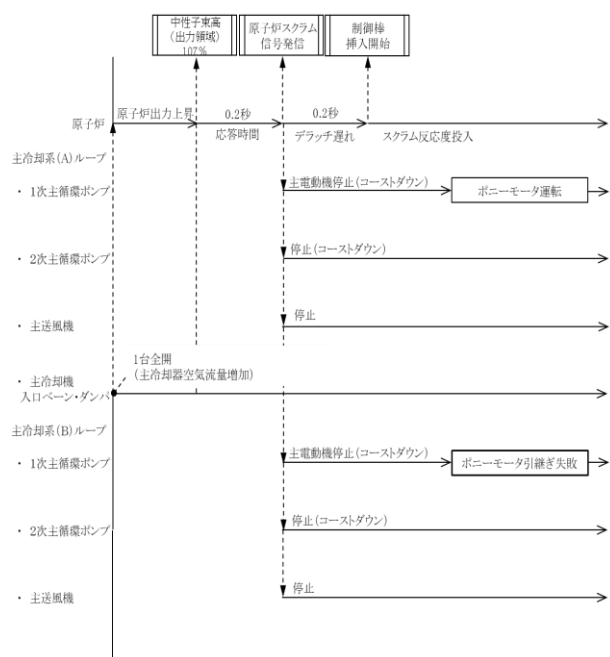 中性子束高
(出力領域)
107%
原子炉スクラム
信号発信
制御棒
挿入開始
原子炉出力上昇
0.2秒
0.2秒
原子炉
応答時間
デラッチ遅れ
スクラム反応度投入
主冷却系(A)ループ
・ 1次主循環ポンプ
主電動機停止(コーストダウン)
ポニーモータ運転
・ 2次主循環ポンプ
停止(コーストダウン)
・ 主送風機
停止
1台全開
(主冷却器空気流量増加)
・ 主冷却機
入口ベーン・ダンパ
主冷却系(B)ループ
・ 1次主循環ポンプ
主電動機停止(コーストダウン)
ポニーモータ引継ぎ失敗
・ 2次主循環ポンプ
停止(コーストダウン)
・ 主送風機
停止